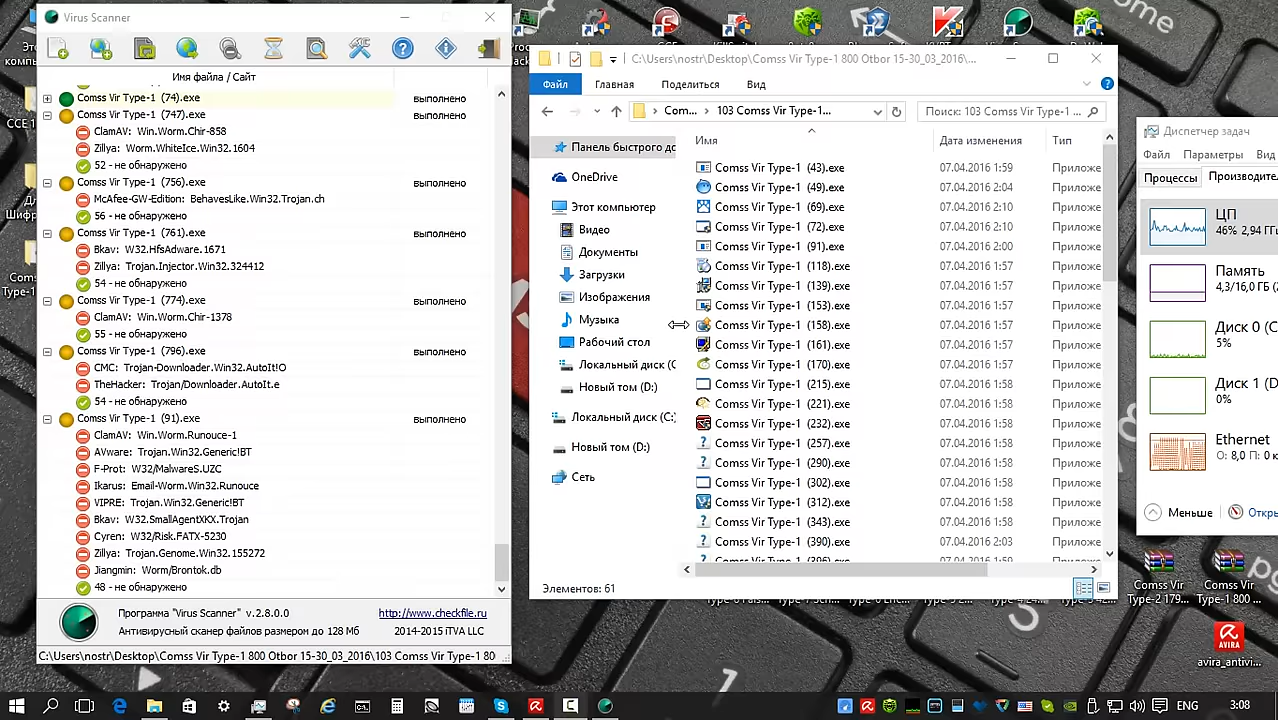 Virus Scanner
Имя файла / Сайт
Comss Vir Type-1 (74).exe выполнено
Comss Vir Type-1 (747).exe выполнено
ClamAV: Win.Worm.Chir-858
Zillya: Worm.WhiteIce.Win32.1604
52 - не обнаружено
Comss Vir Type-1 (756).exe выполнено
McAfee-GW-Edition: BehavesLike.Win32.Trojan.ch
56 - не обнаружено
Comss Vir Type-1 (761).exe выполнено
Bkav: W32.HfsAdware.1671
Zillya: Trojan.Injector.Win32.324412
54 - не обнаружено
Comss Vir Type-1 (774).exe выполнено
ClamAV: Win.Worm.Chir-1378
55 - не обнаружено
Comss Vir Type-1 (796).exe выполнено
CMC: Trojan-Downloader.Win32.AutoIt!O
TheHacker: Trojan/Downloader.AutoIt.e
54 - не обнаружено
Comss Vir Type-1 (91).exe выполнено
ClamAV: Win.Worm.Runouce-1
AVware: Trojan.Win32.Generic!BT
F-Prot: W32/MalwareS.UZC
Ikarus: Email-Worm.Win32.Runouce
VIPRE: Trojan.Win32.Generic!BT
Bkav: W32.SmallAgentXKX.Trojan
Cyren: W32/Risk.FATX-5230
Zillya: Trojan.Genome.Win32.155272
Jiangmin: Worm/Brontok.db
48 - не обнаружено
Программа "Virus Scanner" v.2.8.0.0 http://www.checkfile.ru
Антивирусный сканер файлов размером до 128 Мб 2014-2015 iTVA LLC
C:\Users\nostr\Desktop\Comss Vir Type-1 800 Otbor 15-30_03_2016\103 Comss Vir Type-1 80
C:\Users\nostr\Desktop\Comss Vir Type-1 800 Otbor 15-30_03_2016\...
Файл Главная Поделиться Вид
Com... 103 Comss Vir Type-1... Поиск: 103 Comss Vir Type-1 ...
Панель быстрого до
OneDrive
Этот компьютер
Видео
Документы
Загрузки
Изображения
Музыка
Рабочий стол
Локальный диск (C
Новый том (D:)
Локальный диск (C:)
Новый том (D:)
Сеть
Имя Дата изменения Тип
Comss Vir Type-1 (43).exe 07.04.2016 1:59 Приложе
Comss Vir Type-1 (49).exe 07.04.2016 2:04 Приложе
Comss Vir Type-1 (69).exe 07.04.2016 2:10 Приложе
Comss Vir Type-1 (72).exe 07.04.2016 2:10 Приложе
Comss Vir Type-1 (91).exe 07.04.2016 2:00 Приложе
Comss Vir Type-1 (118).exe 07.04.2016 1:57 Приложе
Comss Vir Type-1 (139).exe 07.04.2016 1:57 Приложе
Comss Vir Type-1 (153).exe 07.04.2016 1:57 Приложе
Comss Vir Type-1 (158).exe 07.04.2016 1:57 Приложе
Comss Vir Type-1 (161).exe 07.04.2016 1:57 Приложе
Comss Vir Type-1 (170).exe 07.04.2016 1:57 Приложе
Comss Vir Type-1 (215).exe 07.04.2016 1:58 Приложе
Comss Vir Type-1 (221).exe 07.04.2016 1:58 Приложе
Comss Vir Type-1 (232).exe 07.04.2016 1:58 Приложе
Comss Vir Type-1 (257).exe 07.04.2016 1:58 Приложе
Comss Vir Type-1 (290).exe 07.04.2016 1:58 Приложе
Comss Vir Type-1 (302).exe 07.04.2016 1:58 Приложе
Comss Vir Type-1 (312).exe 07.04.2016 1:58 Приложе
Comss Vir Type-1 (343).exe 07.04.2016 1:58 Приложе
Comss Vir Type-1 (390).exe 07.04.2016 2:03 Приложе
Элементов: 61
Диспетчер задач
Файл Параметры Вид
Процессы Производител
ЦП
46% 2,94 ГГц
Память
4,3/16,0 ГБ (
Диск 0 (C
5%
Диск 1 (D
0%
Ethernet
О: 8,0 П: 0 к
Меньше Откры
Comss Vir
Type-2 179...
Comss Vir
Type-1 800 ...
AVIRA
avira_antivi...
ENG 3:08